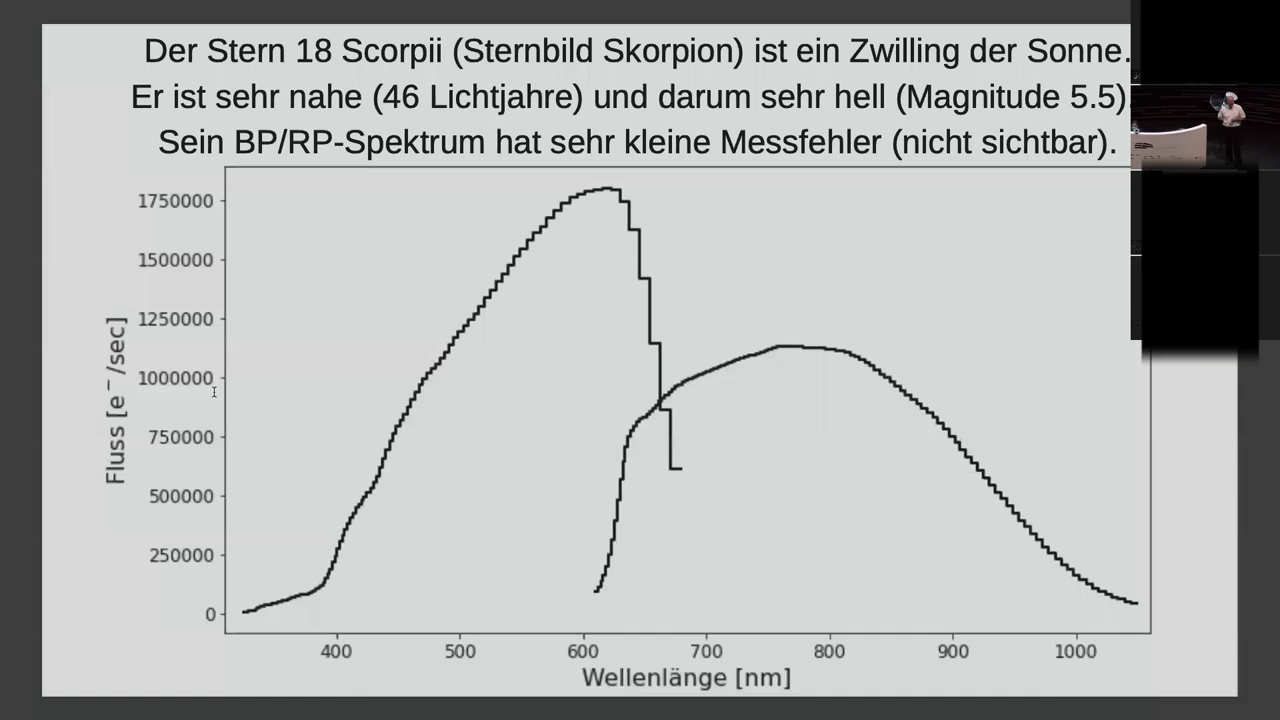 Der Stern 18 Scorpii (Sternbild Skorpion) ist ein Zwilling der Sonne.
Er ist sehr nahe (46 Lichtjahre) und darum sehr hell (Magnitude 5.5)
Sein BP/RP-Spektrum hat sehr kleine Messfehler (nicht sichtbar).
1750000
1500000
1250000
1000000
750000
500000
250000
0
Fluss [e⁻/sec]
400 500 600 700 800 900 1000
Wellenlänge [nm]